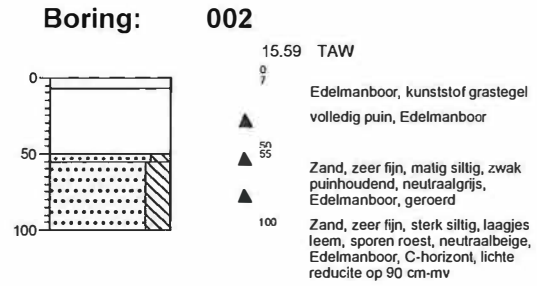 Boring: 002
15.59 TAW
0
7
0
Edelmanboor, kunststof grastegel
volledig puin, Edelmanboor
50
50
55
Zand, zeer fijn, matig siltig, zwak
puinhoudend, neutraalgrijs,
Edelmanboor, geroerd
100
100
Zand, zeer fijn, sterk siltig, laagjes
leem, sporen roest, neutraalbeige,
Edelmanboor, C-horizont, lichte
reducite op 90 cm-mv